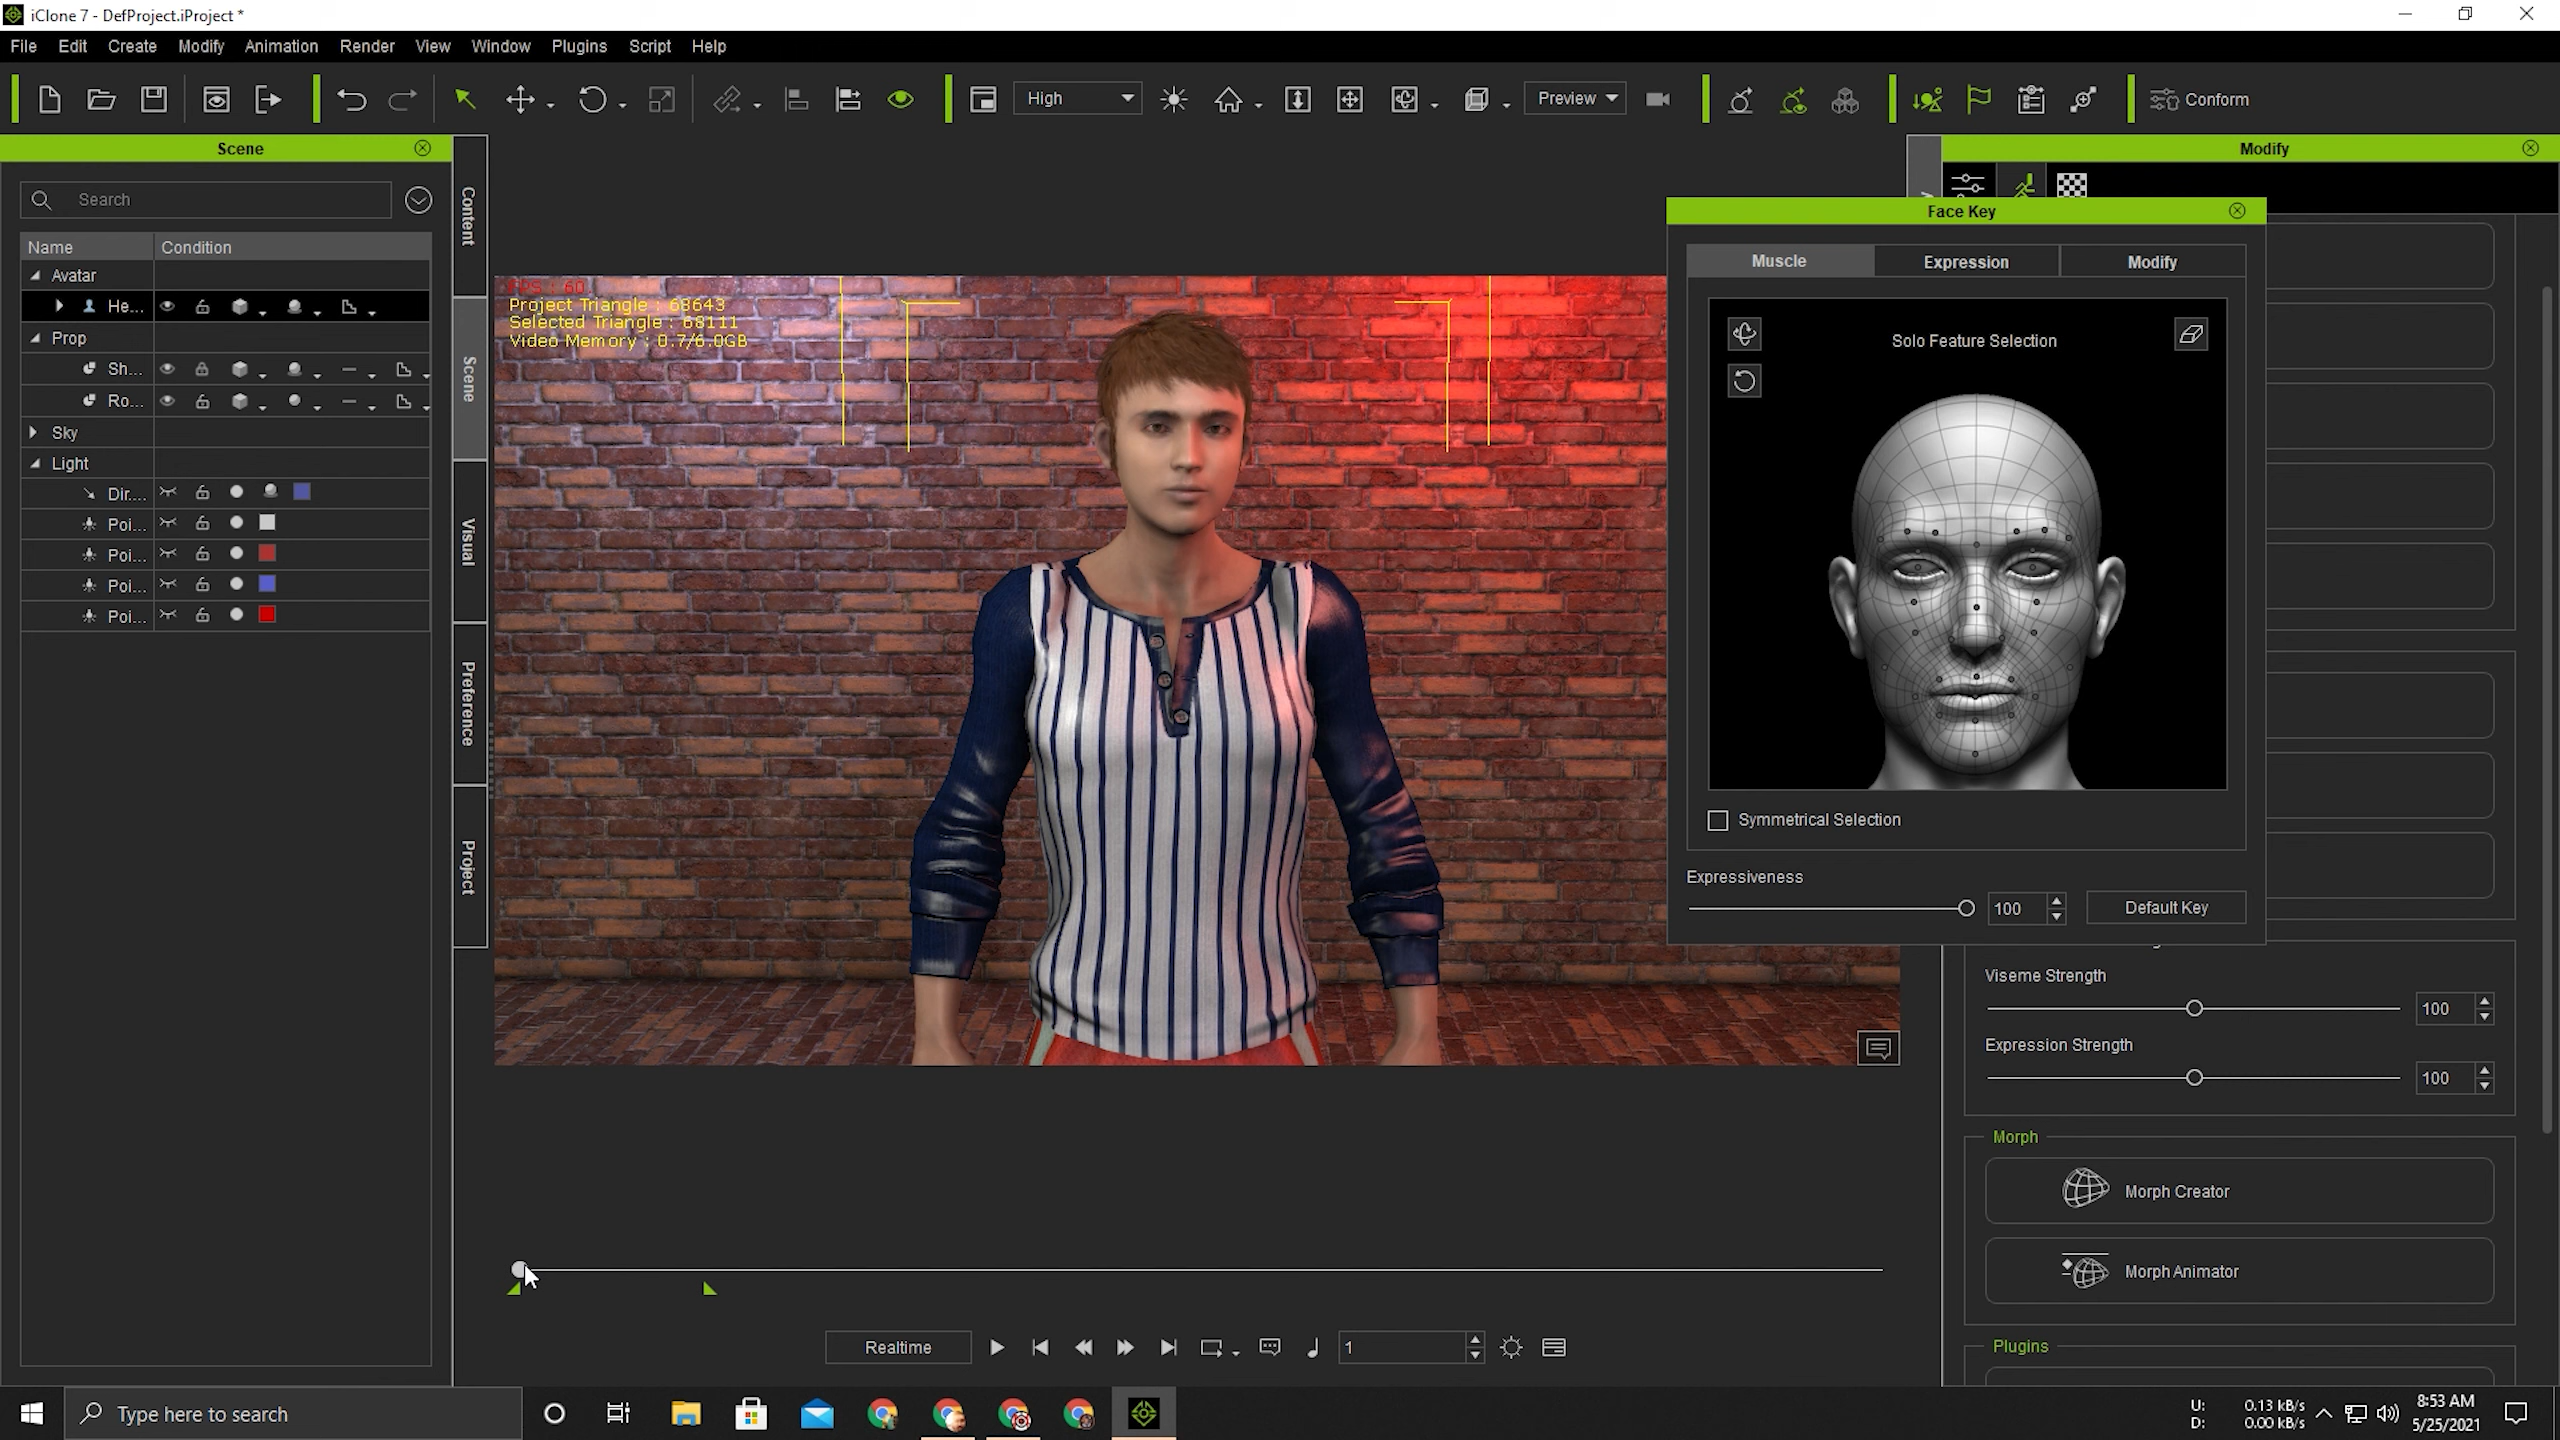 iClone 7 - DefProject.iProject *
File Edit Create Modify Animation Render View Window Plugins Script Help
High
Preview
Conform
Scene
Search
Name Condition
Avatar
He...
Prop
Sh...
Ro...
Sky
Light
Dir....
Poi...
Poi...
Poi...
Poi...
Content
Scene
Visual
Preference
Project
FPS : 60
Project Triangle : 68643
Selected Triangle : 68111
Video Memory : 0.7/6.0GB
Modify
Face Key
Muscle Expression Modify
Solo Feature Selection
Symmetrical Selection
Expressiveness
100
Default Key
Viseme Strength
100
Expression Strength
100
Morph
Morph Creator
Morph Animator
Plugins
Realtime
1
Type here to search
U: 0.13 kB/s
D: 0.00 kB/s
8:53 AM
5/25/2021